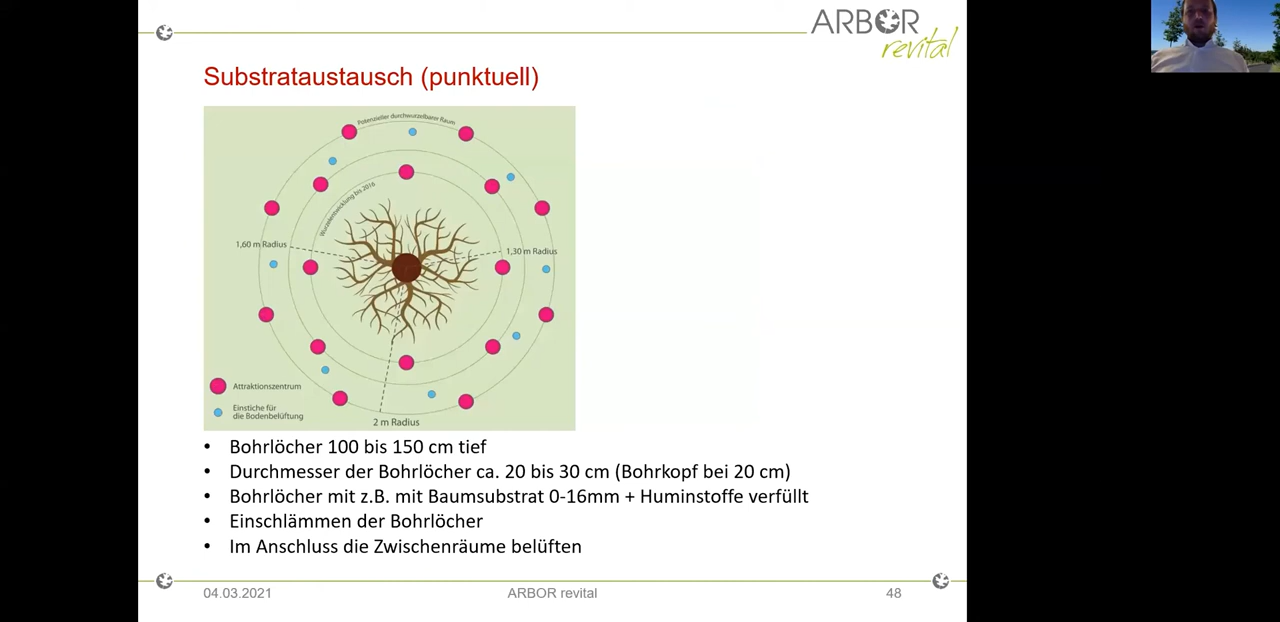 ARBOR
revital
Substrataustausch (punktuell)
Potenzieller durchwurzelbarer Raum
Wurzelentwicklung bis 2016
1,60 m Radius
1,30 m Radius
Attraktionszentrum
Einstiche für
die Bodenbelüftung
2 m Radius
• Bohrlöcher 100 bis 150 cm tief
• Durchmesser der Bohrlöcher ca. 20 bis 30 cm (Bohrkopf bei 20 cm)
• Bohrlöcher mit z.B. mit Baumsubstrat 0-16mm + Huminstoffe verfüllt
• Einschlämmen der Bohrlöcher
• Im Anschluss die Zwischenräume belüften
04.03.2021
ARBOR revital
48